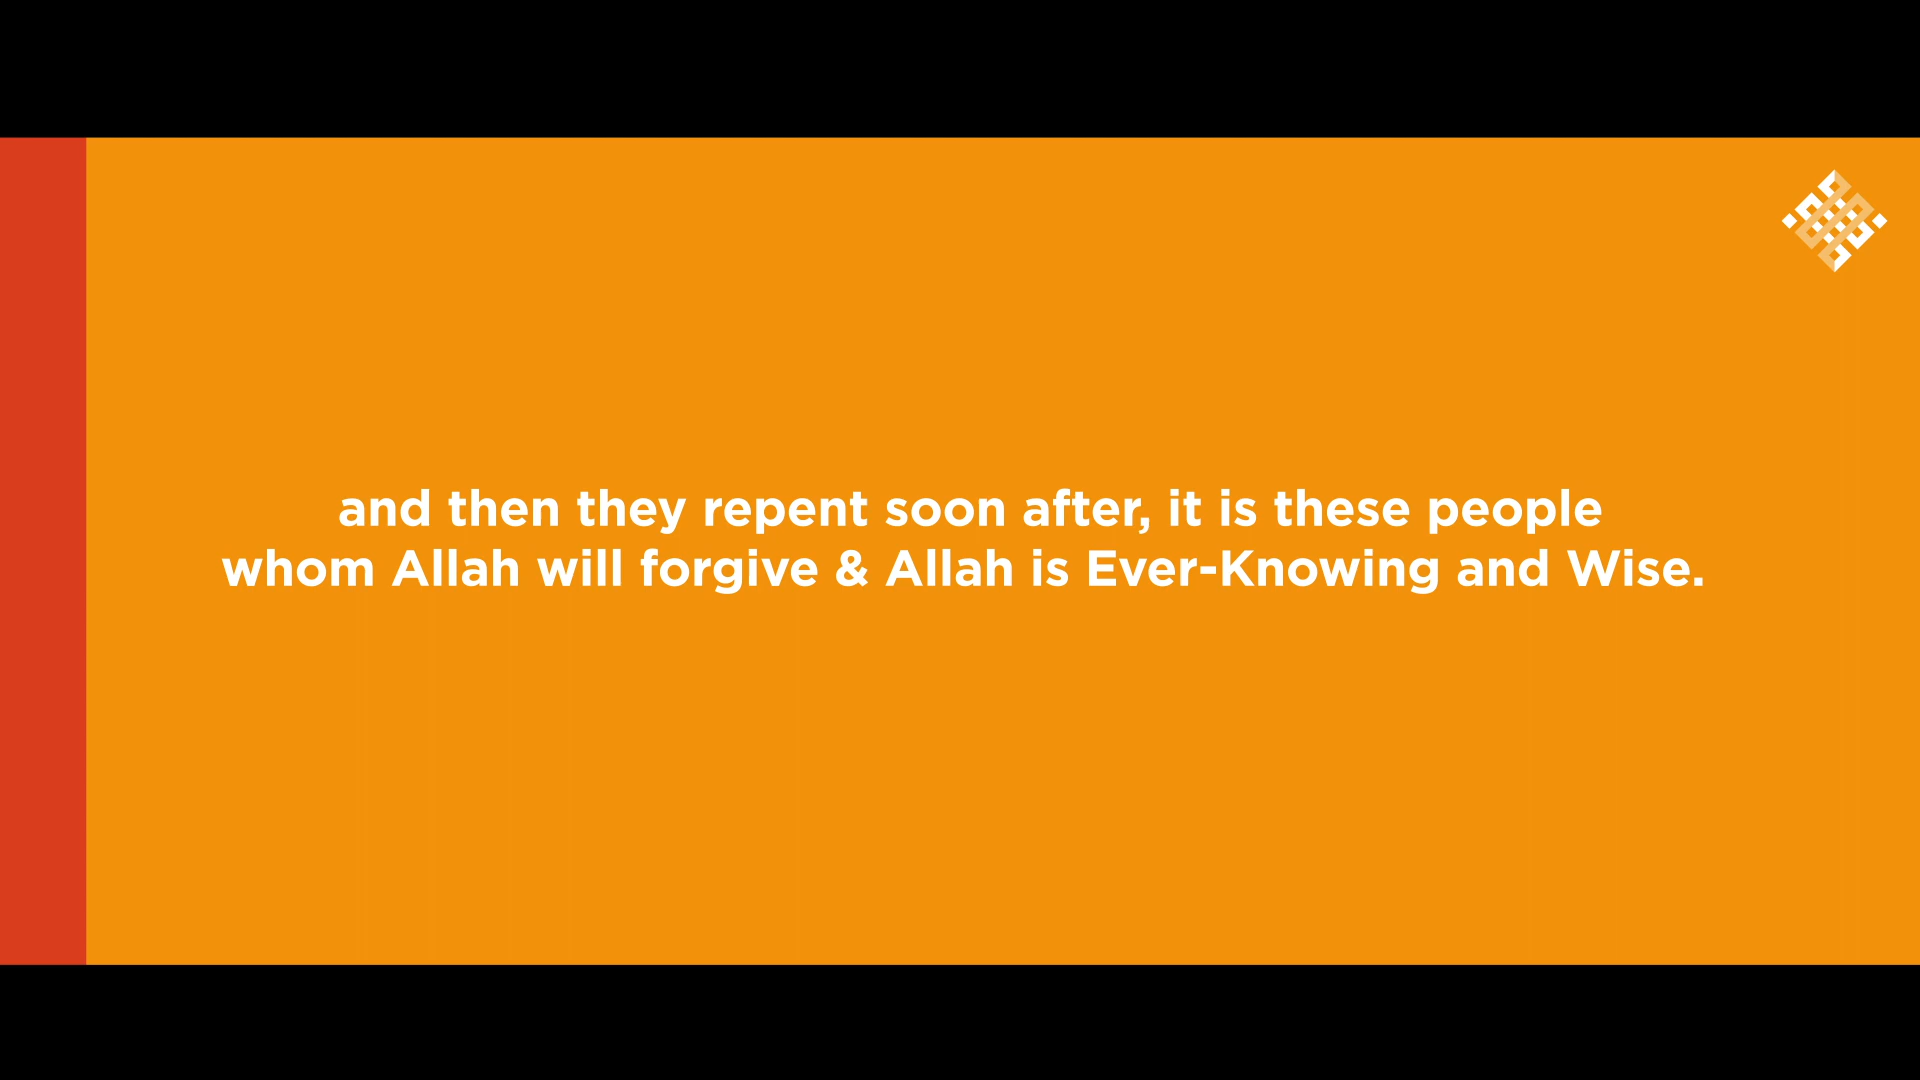 and then they repent soon after, it is these people
whom Allah will forgive & Allah is Ever-Knowing and Wise.